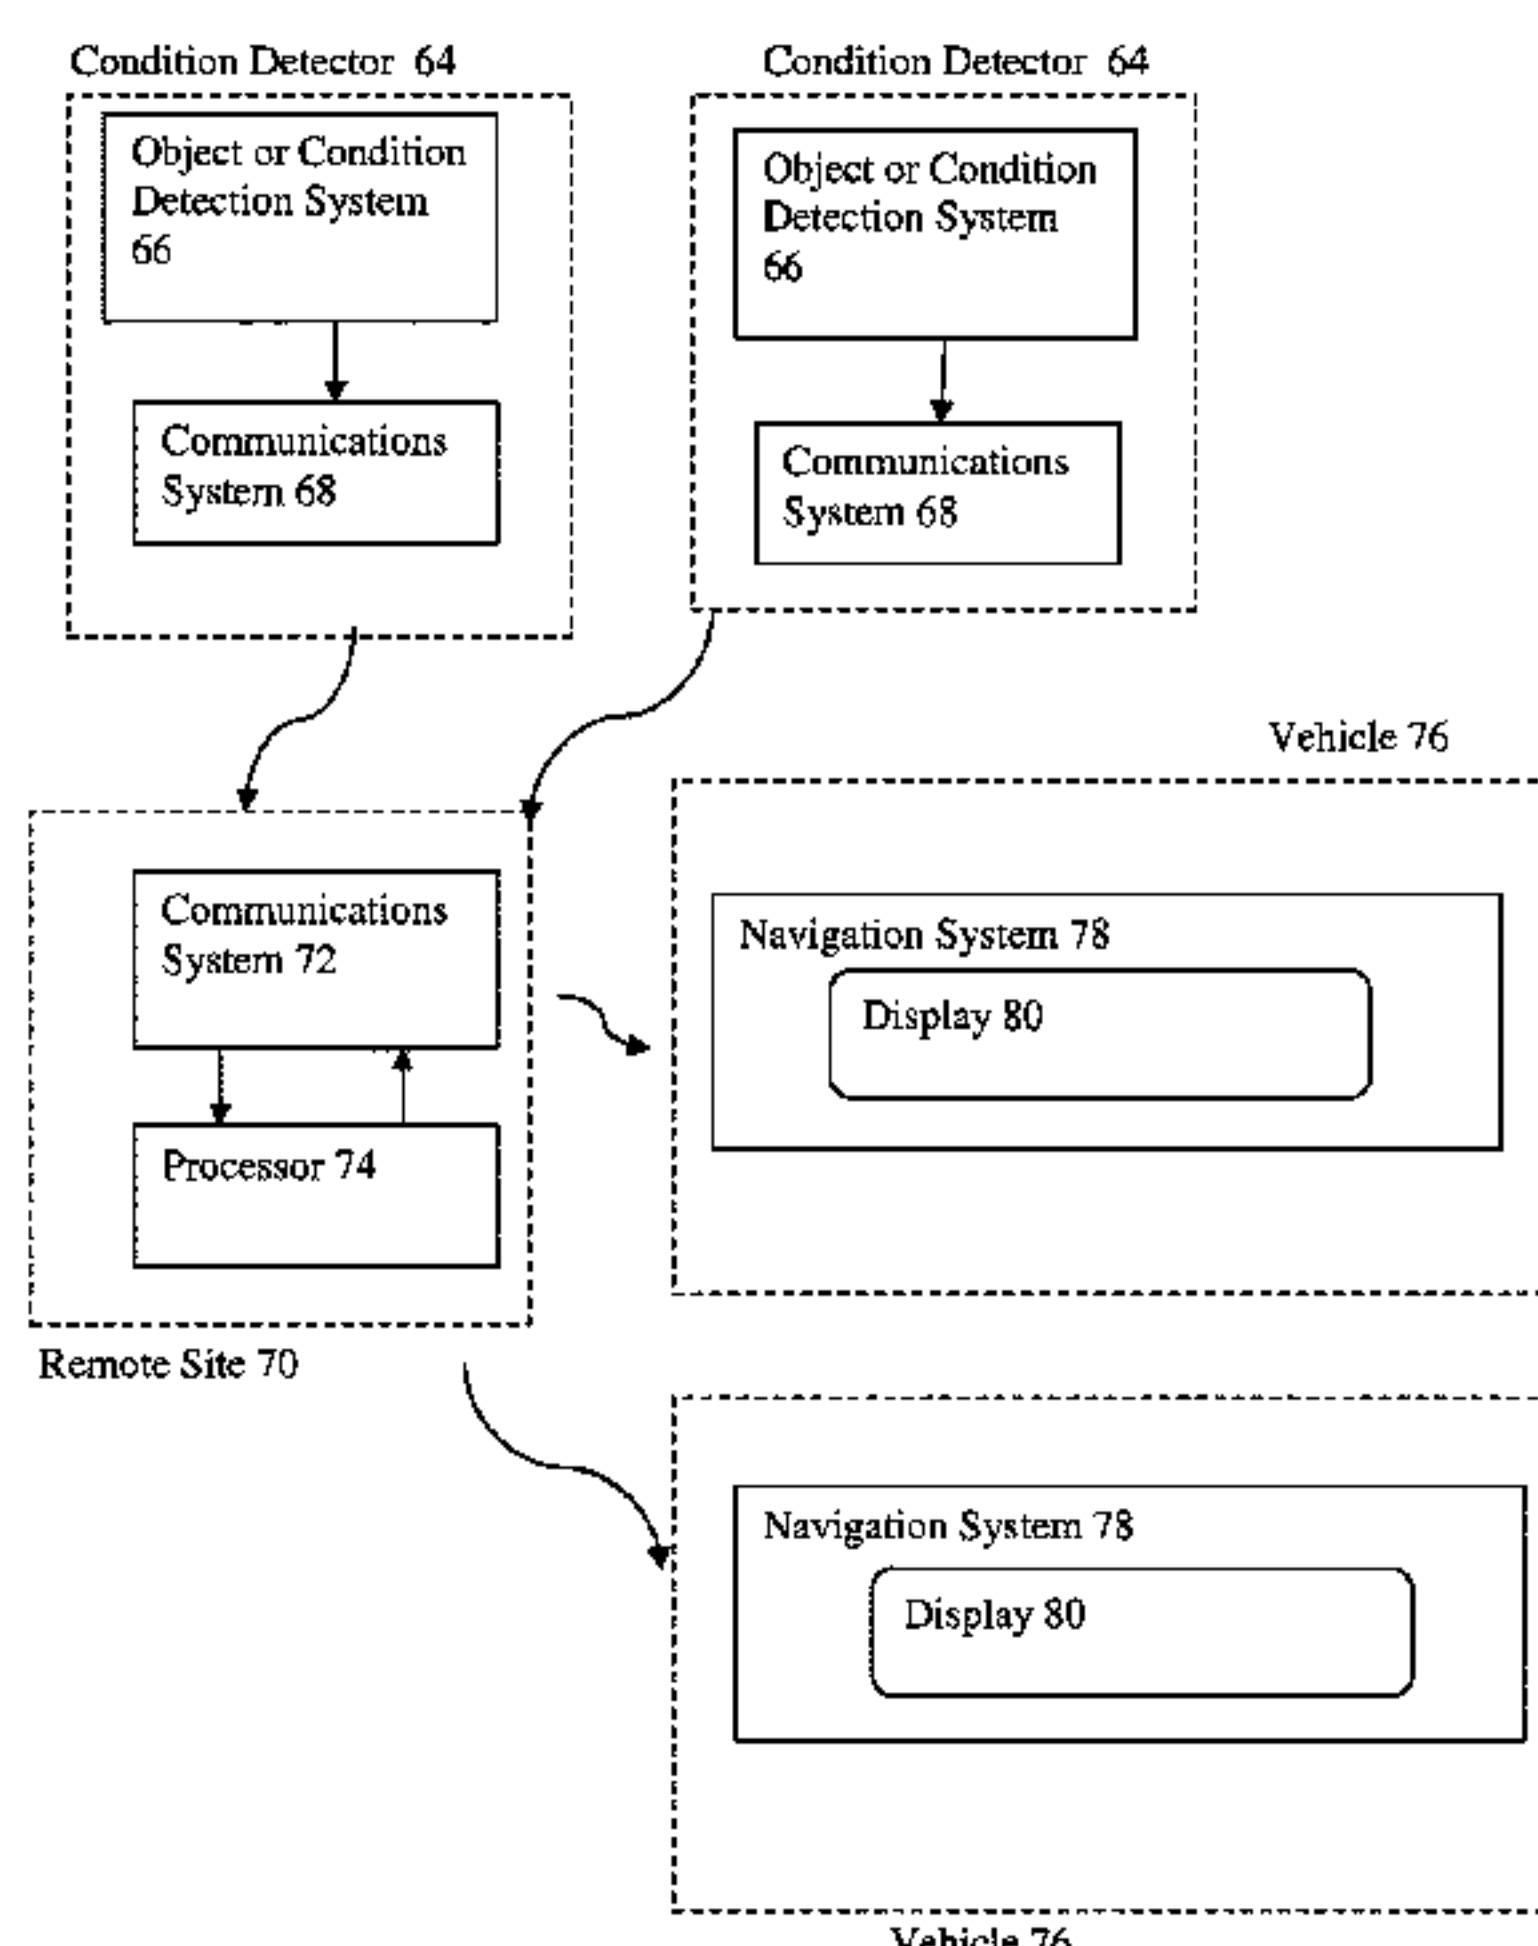 Condition Detector 64
Object or Condition
Detection System
66
Communications
System 68
Condition Detector 64
Object or Condition
Detection System
66
Communications
System 68
Communications
System 72
Processor 74
Remote Site 70
Vehicle 76
Navigation System 78
Display 80
Navigation System 78
Display 80
Vehicle 76